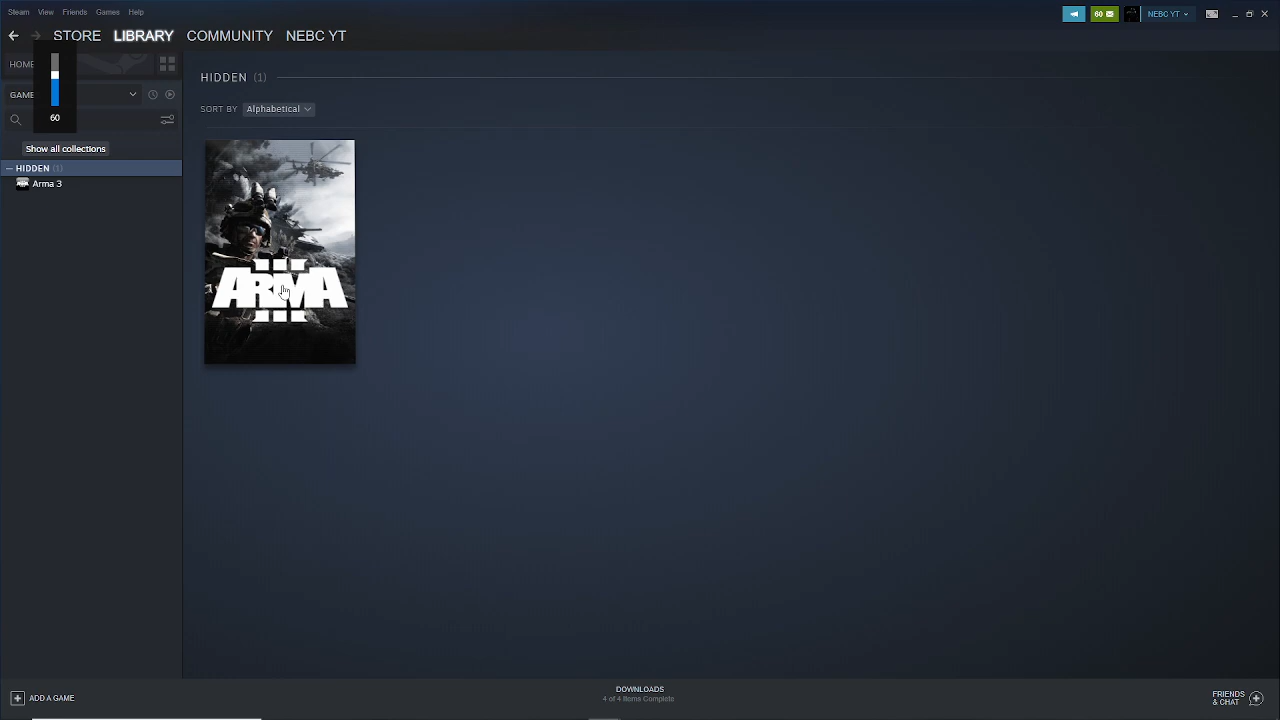 Steam View Friends Games Help
60 NEBC YT
STORE LIBRARY COMMUNITY NEBC YT
HOME
GAME
60
Show all collections
HIDDEN (1)
Arma 3
HIDDEN (1)
SORT BY Alphabetical
ARMA
III
ADD A GAME
DOWNLOADS
4 of 4 Items Complete
FRIENDS
& CHAT